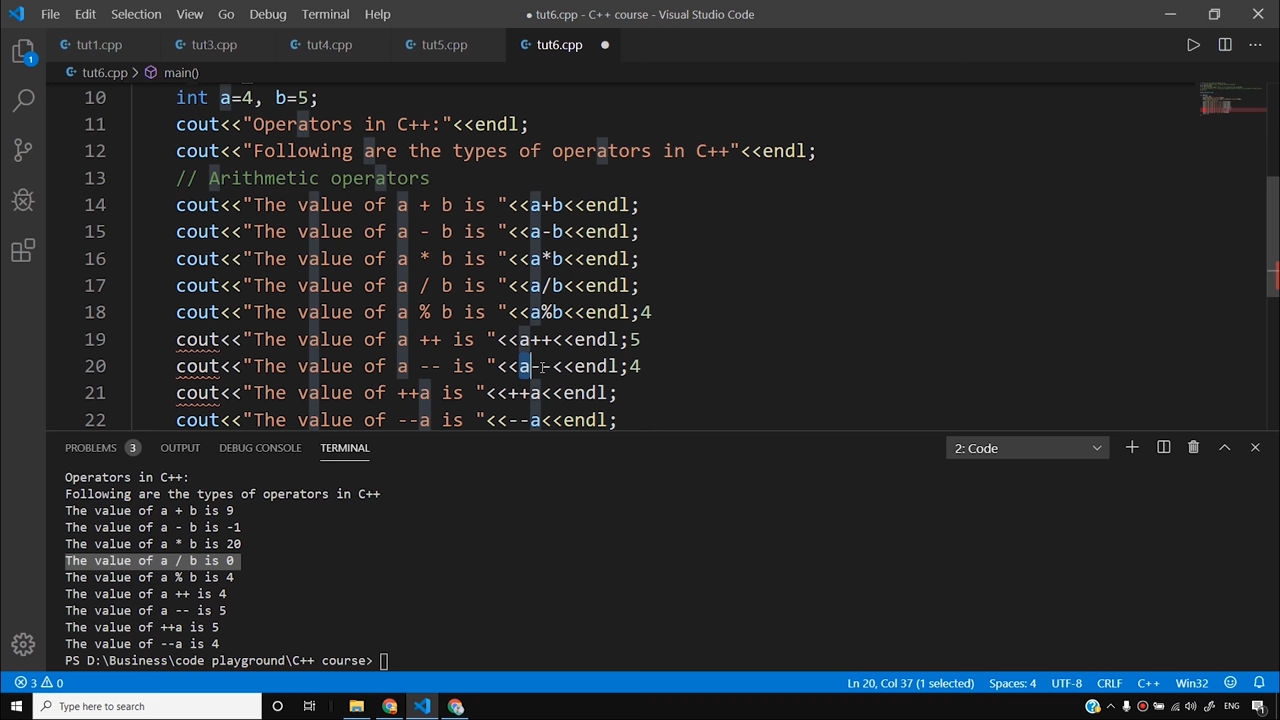 File Edit Selection View Go Debug Terminal Help ● tut6.cpp - C++ course - Visual Studio Code
tut1.cpp tut3.cpp tut4.cpp tut5.cpp tut6.cpp
tut6.cpp > main()
10 int a=4, b=5;
11 cout<<"Operators in C++:"<<endl;
12 cout<<"Following are the types of operators in C++"<<endl;
13 // Arithmetic operators
14 cout<<"The value of a + b is "<<a+b<<endl;
15 cout<<"The value of a - b is "<<a-b<<endl;
16 cout<<"The value of a * b is "<<a*b<<endl;
17 cout<<"The value of a / b is "<<a/b<<endl;
18 cout<<"The value of a % b is "<<a%b<<endl;4
19 cout<<"The value of a ++ is "<<a++<<endl;5
20 cout<<"The value of a -- is "<<a--<<endl;4
21 cout<<"The value of ++a is "<<++a<<endl;
22 cout<<"The value of --a is "<<--a<<endl;
PROBLEMS 3 OUTPUT DEBUG CONSOLE TERMINAL 2: Code
Operators in C++:
Following are the types of operators in C++
The value of a + b is 9
The value of a - b is -1
The value of a * b is 20
The value of a / b is 0
The value of a % b is 4
The value of a ++ is 4
The value of a -- is 5
The value of ++a is 5
The value of --a is 4
PS D:\Business\code playground\C++ course>
3 0 Ln 20, Col 37 (1 selected) Spaces: 4 UTF-8 CRLF C++ Win32
Type here to search ENG